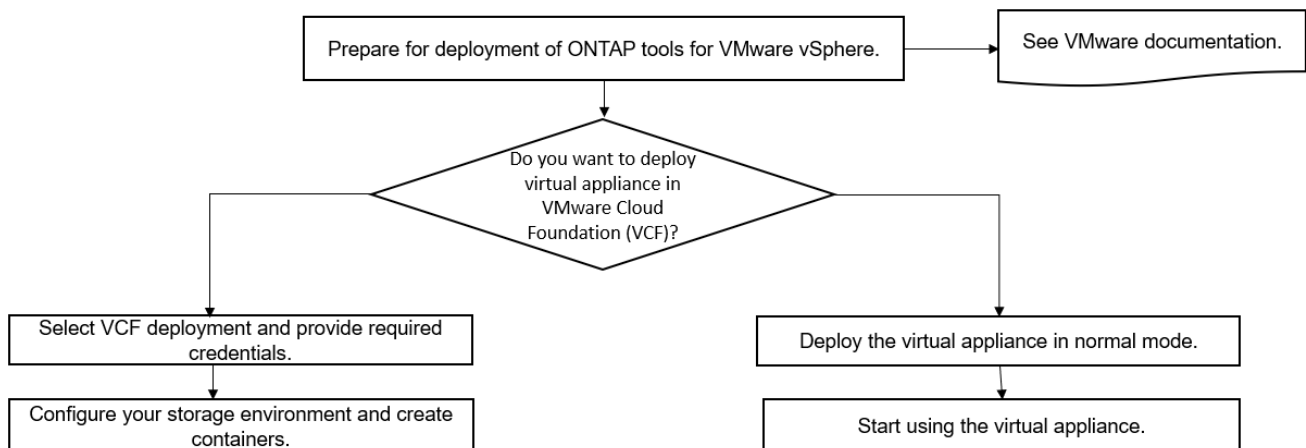 Prepare for deployment of ONTAP tools for VMware vSphere.
See VMware documentation.
Do you want to deploy
virtual appliance in
VMware Cloud
Foundation (VCF)?
Select VCF deployment and provide required
credentials.
Deploy the virtual appliance in normal mode.
Configure your storage environment and create
containers.
Start using the virtual appliance.